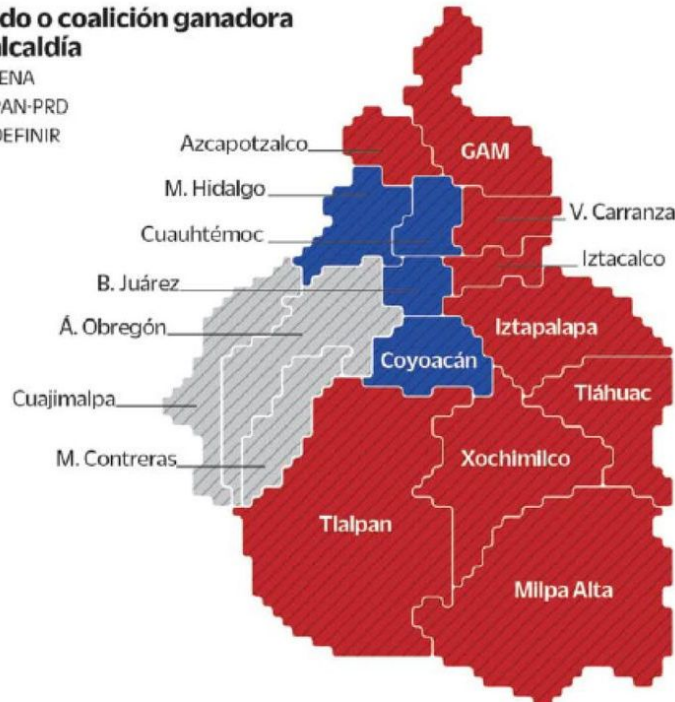 do o coalición ganadora
alcaldía
ENA
PAN-PRD
DEFINIR
Azcapotzalco
GAM
M. Hidalgo
V. Carranza
Cuauhtémoc
Iztacalco
B. Juárez
Á. Obregón
Iztapalapa
Coyoacán
Tláhuac
Cuajimalpa
M. Contreras
Xochimilco
Tlalpan
Milpa Alta